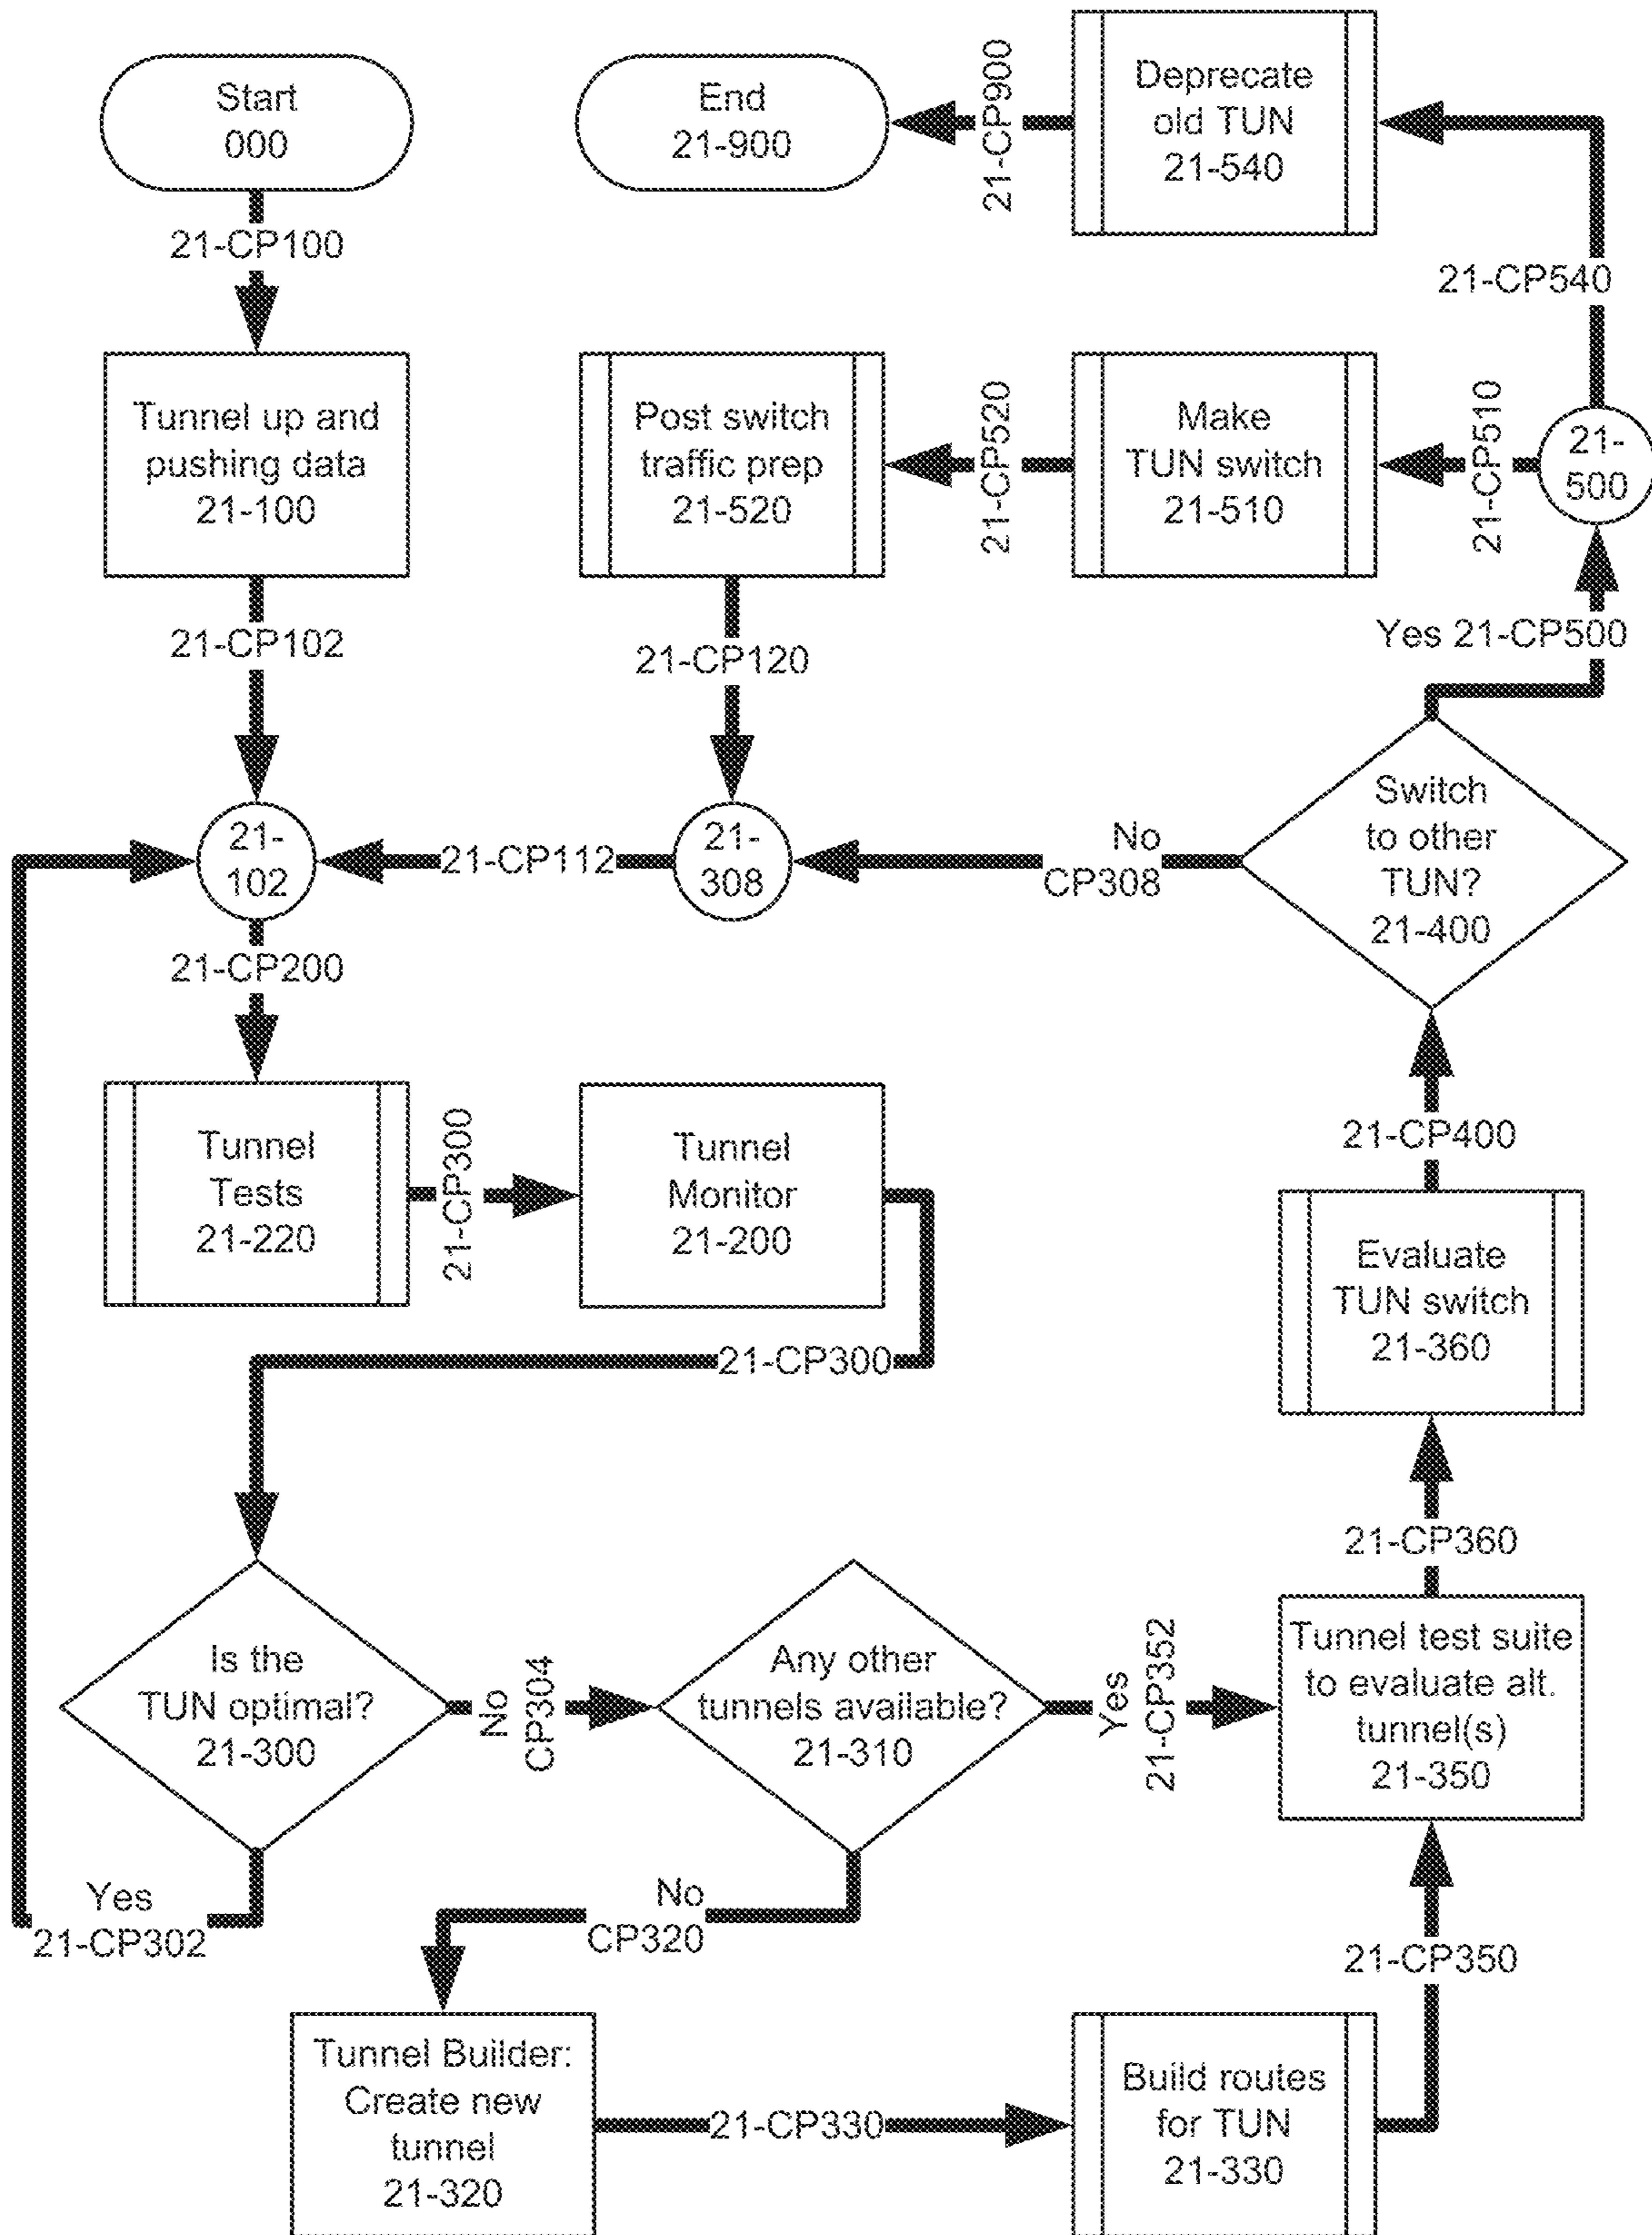 Start
000
End
21-900
21-CP900
Deprecate
old TUN
21-540
21-CP100
21-CP540
Tunnel up and
pushing data
21-100
Post switch
traffic prep
21-520
21-CP520
Make
TUN switch
21-510
21-CP510
21-
500
21-CP102
21-CP120
Yes 21-CP500
21-
102
21-CP112
21-
308
No
CP308
Switch
to other
TUN?
21-400
21-CP200
21-CP400
Tunnel
Tests
21-220
21-CP300
Tunnel
Monitor
21-200
Evaluate
TUN switch
21-360
21-CP300
21-CP360
Is the
TUN optimal?
21-300
No
CP304
Any other
tunnels available?
21-310
Yes
21-CP352
Tunnel test suite
to evaluate alt.
tunnel(s)
21-350
Yes
21-CP302
No
CP320
21-CP350
Tunnel Builder:
Create new
tunnel
21-320
21-CP330
Build routes
for TUN
21-330